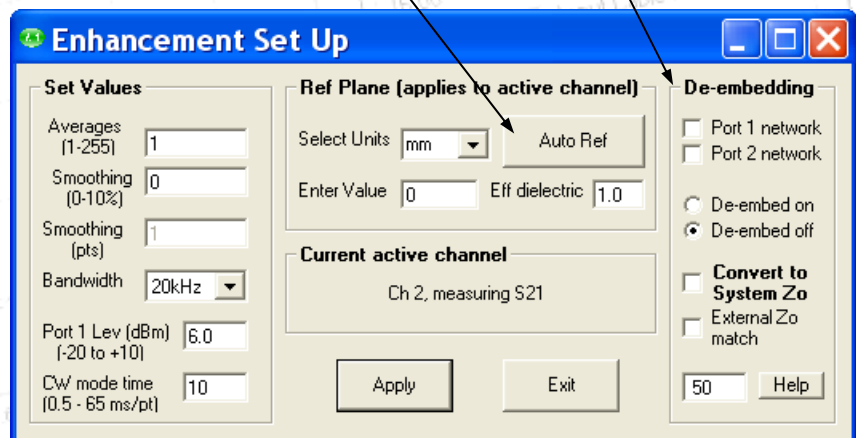 Enhancement Set Up
Set Values
Averages
(1-255)
1
Smoothing
(0-10%)
0
Smoothing
(pts)
1
Bandwidth
20kHz
Port 1 Lev (dBm)
(-20 to +10)
6.0
CW mode time
(0.5 - 65 ms/pt)
10
Ref Plane (applies to active channel)
Select Units
mm
Auto Ref
Enter Value
0
Eff dielectric
1.0
Current active channel
Ch 2, measuring S21
Apply
Exit
De-embedding
Port 1 network
Port 2 network
De-embed on
De-embed off
Convert to
System Zo
External Zo
match
50
Help